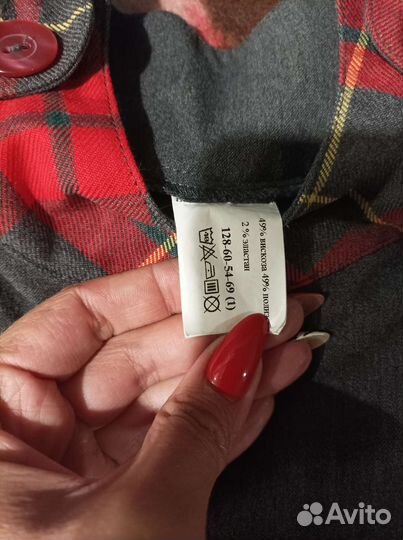 49% вискоза 49% поли
2 % эластан
128-60-54-69 (1)
Avito